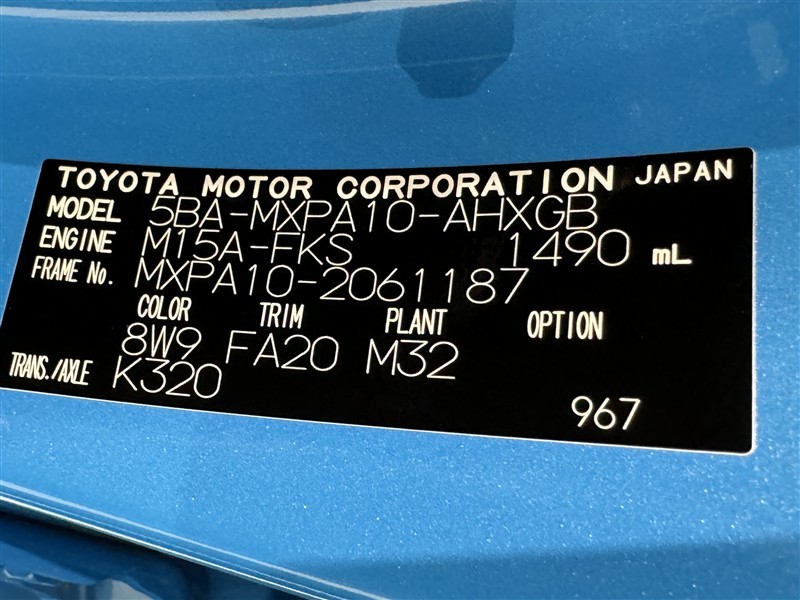 TOYOTA MOTOR CORPORATION JAPAN
MODEL 5BA-MXPA10-AHXGB
ENGINE M15A-FKS 1490 mL
FRAME No. MXPA10-2061187
COLOR TRIM PLANT OPTION
8W9 FA20 M32
TRANS./AXLE K320
967